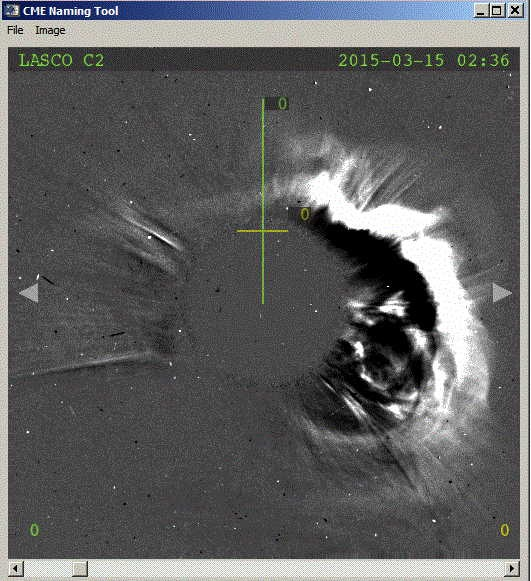 CME Naming Tool
File Image
LASCO C2 2015-03-15 02:36
0
0
0 0